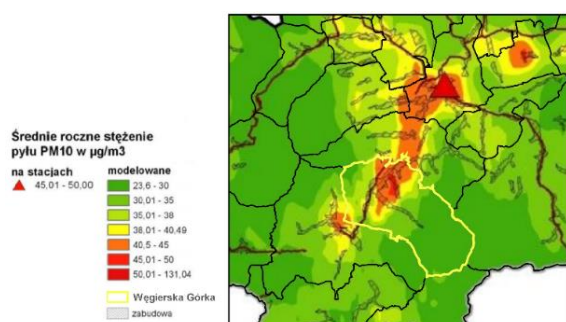 Średnie roczne stężenie
pyłu PM10 w µg/m3
na stacjach
modelowane
45,01 - 50,00
23,6 - 30
30,01 - 35
35,01 - 38
38,01 - 40,49
40,5 - 45
45,01 - 50
50,01 - 131,04
Węgierska Górka
zabudowa